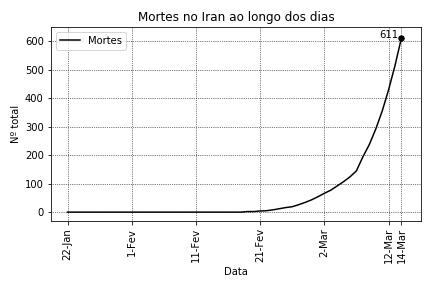 Mortes no Iran ao longo dos dias
Mortes
611
600
500
400
300
200
100
0
Nº total
22-Jan
1-Fev
11-Fev
21-Fev
2-Mar
12-Mar
14-Mar
Data